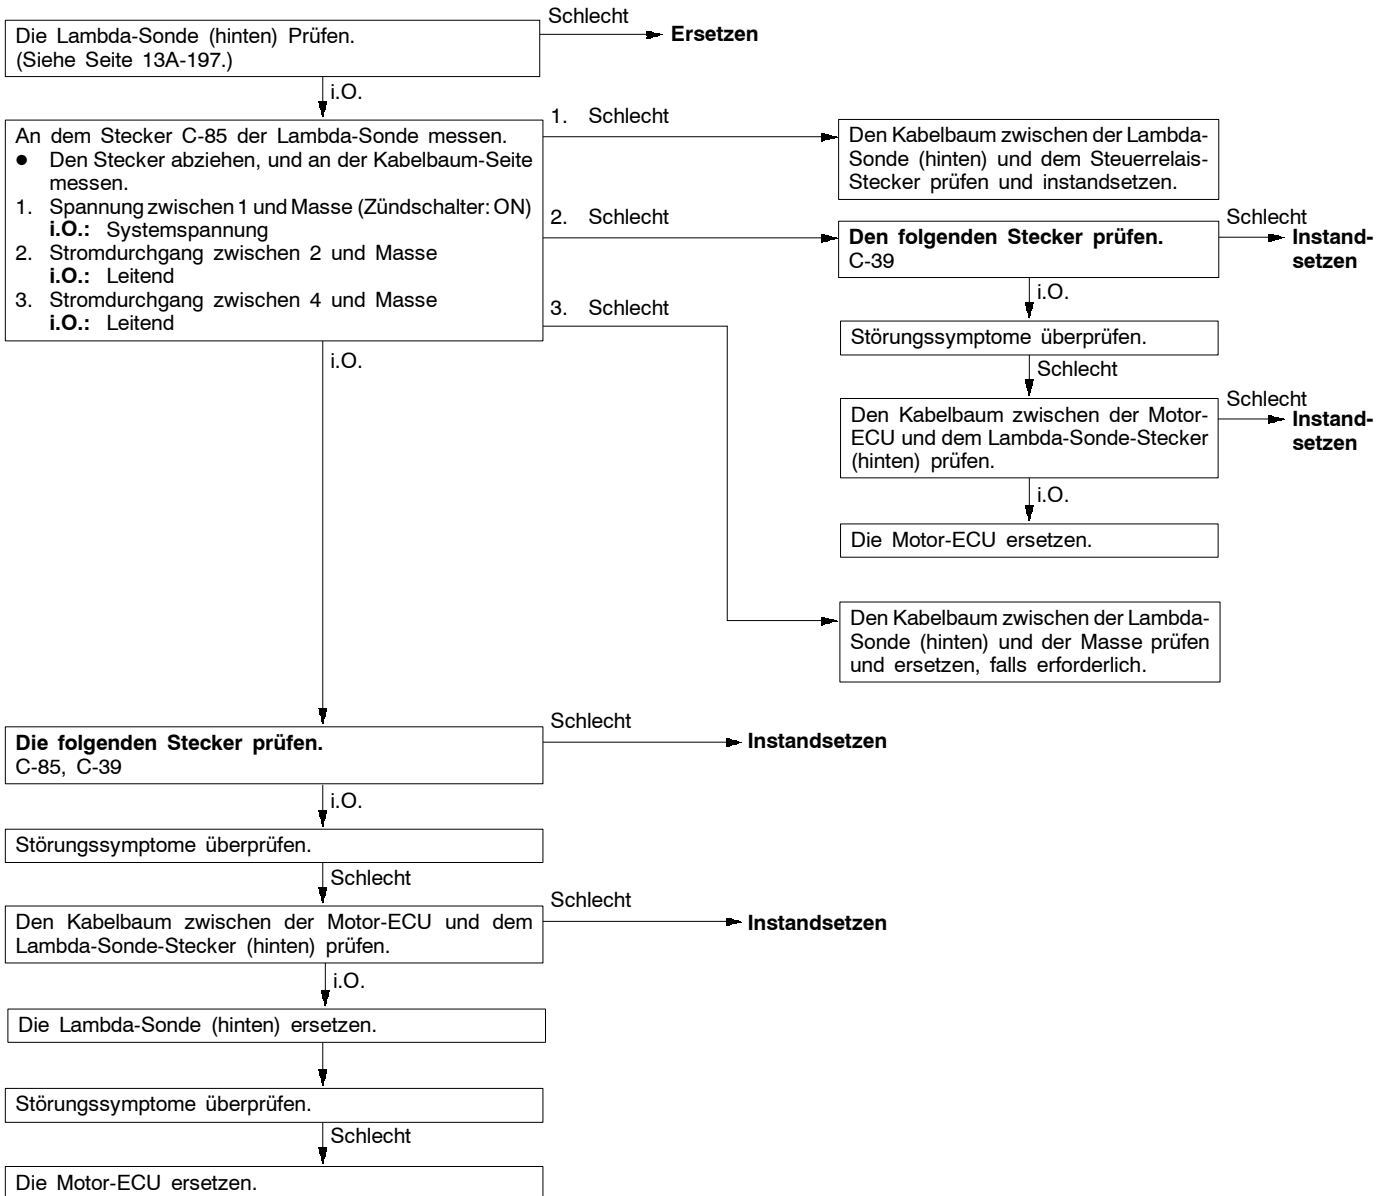 Die Lambda-Sonde (hinten) Prüfen.
(Siehe Seite 13A-197.)
Schlecht
Ersetzen
i.O.
An dem Stecker C-85 der Lambda-Sonde messen.
● Den Stecker abziehen, und an der Kabelbaum-Seite
messen.
1. Spannung zwischen 1 und Masse (Zündschalter: ON)
i.O.: Systemspannung
2. Stromdurchgang zwischen 2 und Masse
i.O.: Leitend
3. Stromdurchgang zwischen 4 und Masse
i.O.: Leitend
1. Schlecht
Den Kabelbaum zwischen der Lambda-
Sonde (hinten) und dem Steuerrelais-
Stecker prüfen und instandsetzen.
2. Schlecht
Den folgenden Stecker prüfen.
C-39
Schlecht
Instand-
setzen
i.O.
Störungssymptome überprüfen.
Schlecht
Den Kabelbaum zwischen der Motor-
ECU und dem Lambda-Sonde-Stecker
(hinten) prüfen.
Schlecht
Instand-
setzen
i.O.
Die Motor-ECU ersetzen.
3. Schlecht
Den Kabelbaum zwischen der Lambda-
Sonde (hinten) und der Masse prüfen
und ersetzen, falls erforderlich.
i.O.
Die folgenden Stecker prüfen.
C-85, C-39
Schlecht
Instandsetzen
i.O.
Störungssymptome überprüfen.
Schlecht
Den Kabelbaum zwischen der Motor-ECU und dem
Lambda-Sonde-Stecker (hinten) prüfen.
Schlecht
Instandsetzen
i.O.
Die Lambda-Sonde (hinten) ersetzen.
Störungssymptome überprüfen.
Schlecht
Die Motor-ECU ersetzen.